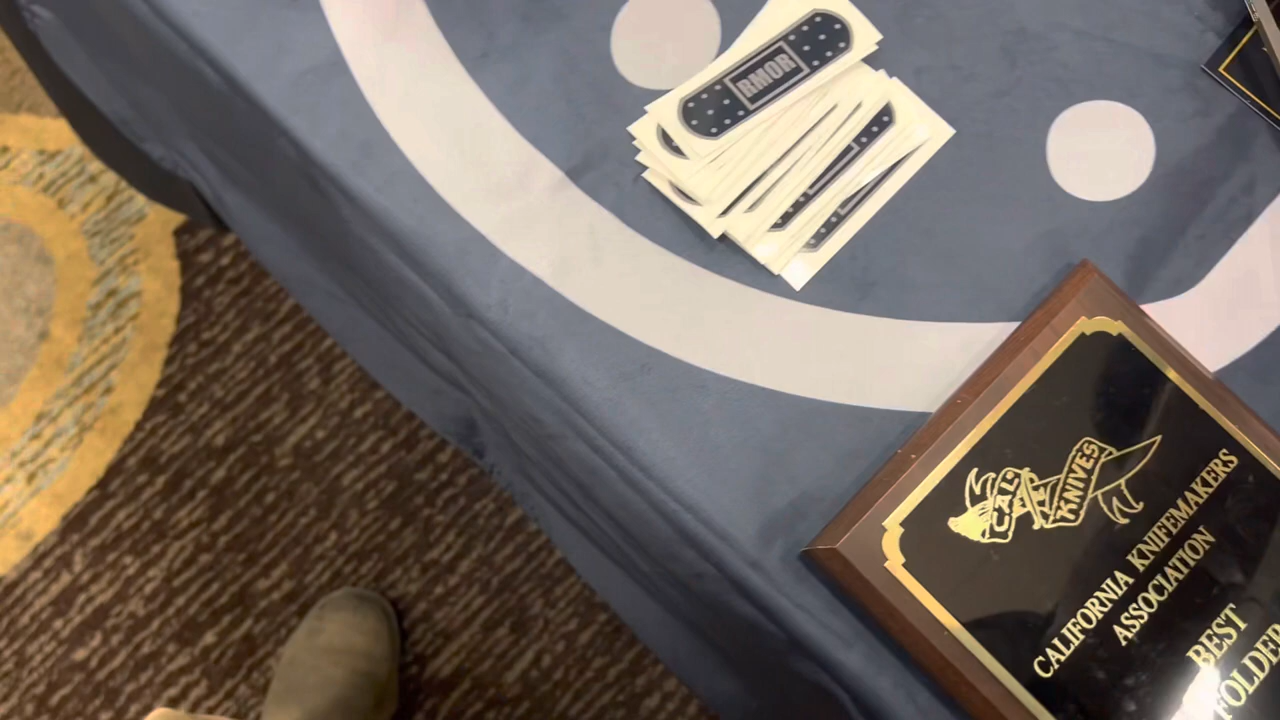 RMOR
CAL.
KNIVES
CALIFORNIA KNIFEMAKERS
ASSOCIATION
BEST
FOLDER